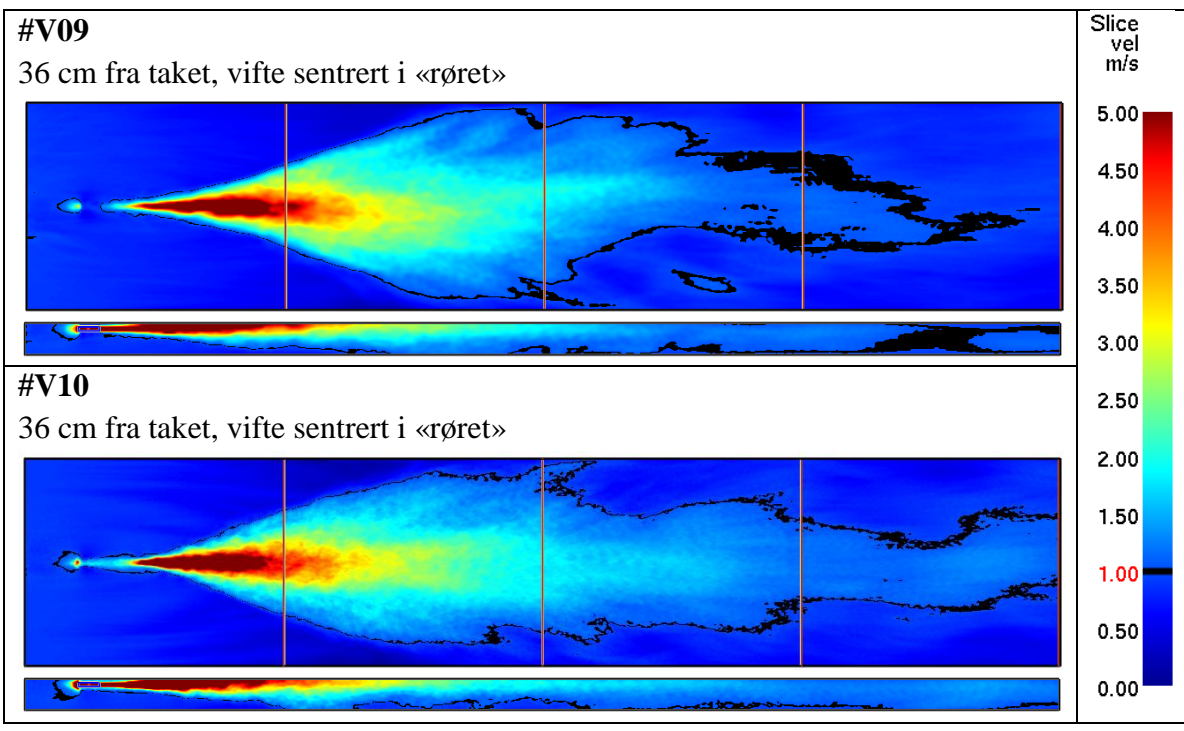 #V09
36 cm fra taket, vifte sentrert i «røret»
#V10
36 cm fra taket, vifte sentrert i «røret»
Slice
vel
m/s
5.00
4.50
4.00
3.50
3.00
2.50
2.00
1.50
1.00
0.50
0.00